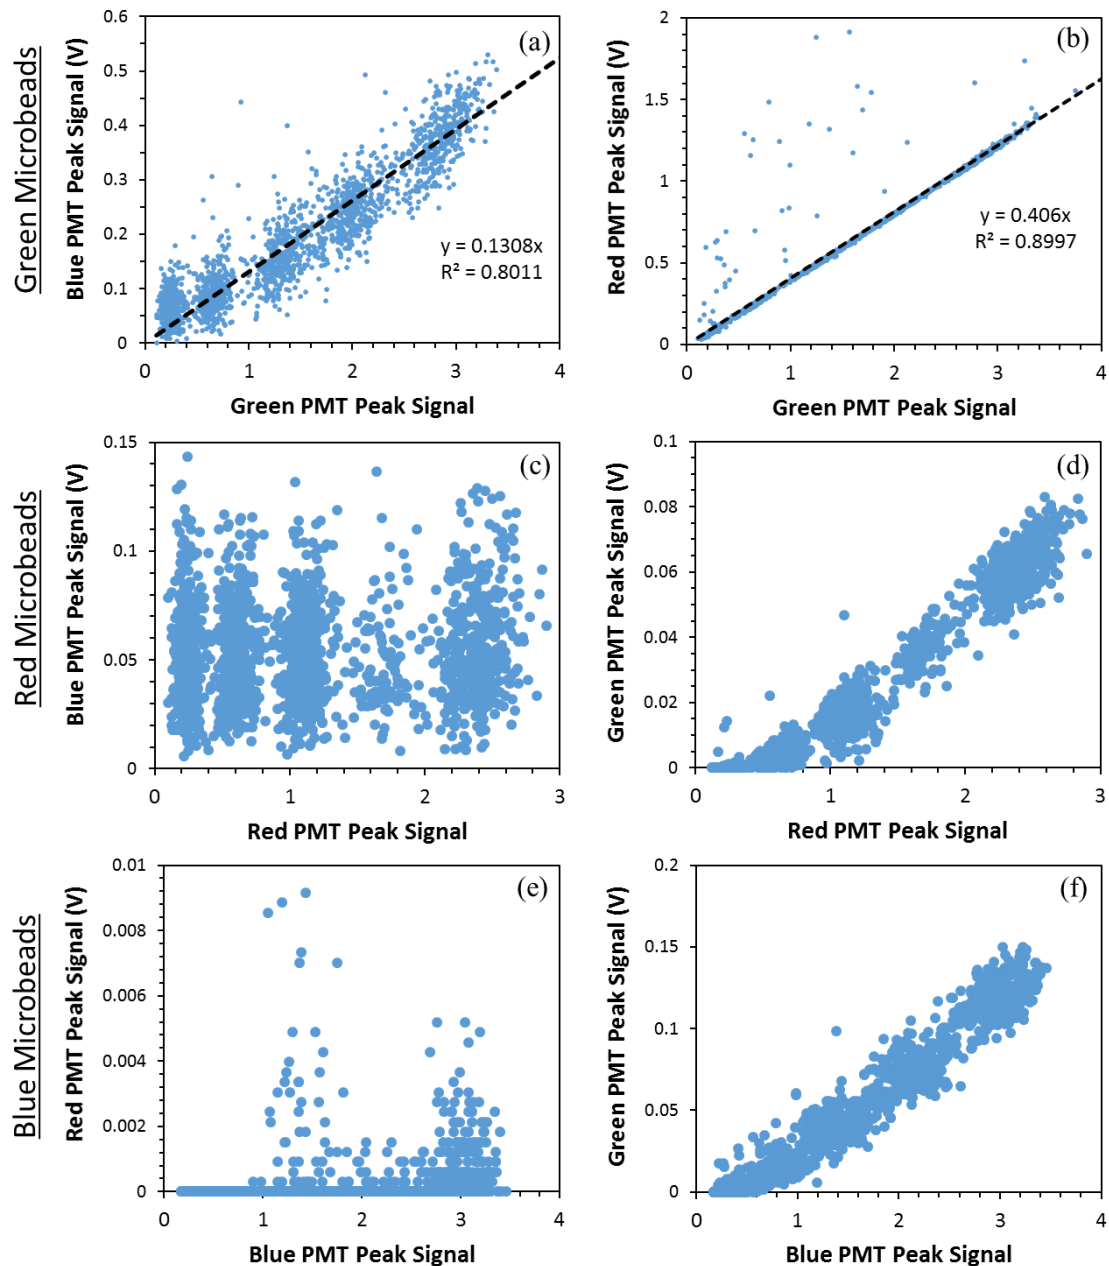 Green Microbeads
Blue PMT Peak Signal (V)
0.6
0.5
0.4
0.3
0.2
0.1
0
(a)
y = 0.1308x
R² = 0.8011
0 1 2 3 4
Green PMT Peak Signal
Red PMT Peak Signal (V)
2
1.5
1
0.5
0
(b)
y = 0.406x
R² = 0.8997
0 1 2 3 4
Green PMT Peak Signal
Red Microbeads
Blue PMT Peak Signal (V)
0.15
0.1
0.05
0
(c)
0 1 2 3
Red PMT Peak Signal
Green PMT Peak Signal (V)
0.1
0.08
0.06
0.04
0.02
0
(d)
0 1 2 3
Red PMT Peak Signal
Blue Microbeads
Red PMT Peak Signal (V)
0.01
0.008
0.006
0.004
0.002
0
(e)
0 1 2 3 4
Blue PMT Peak Signal
Green PMT Peak Signal (V)
0.2
0.15
0.1
0.05
0
(f)
0 1 2 3 4
Blue PMT Peak Signal